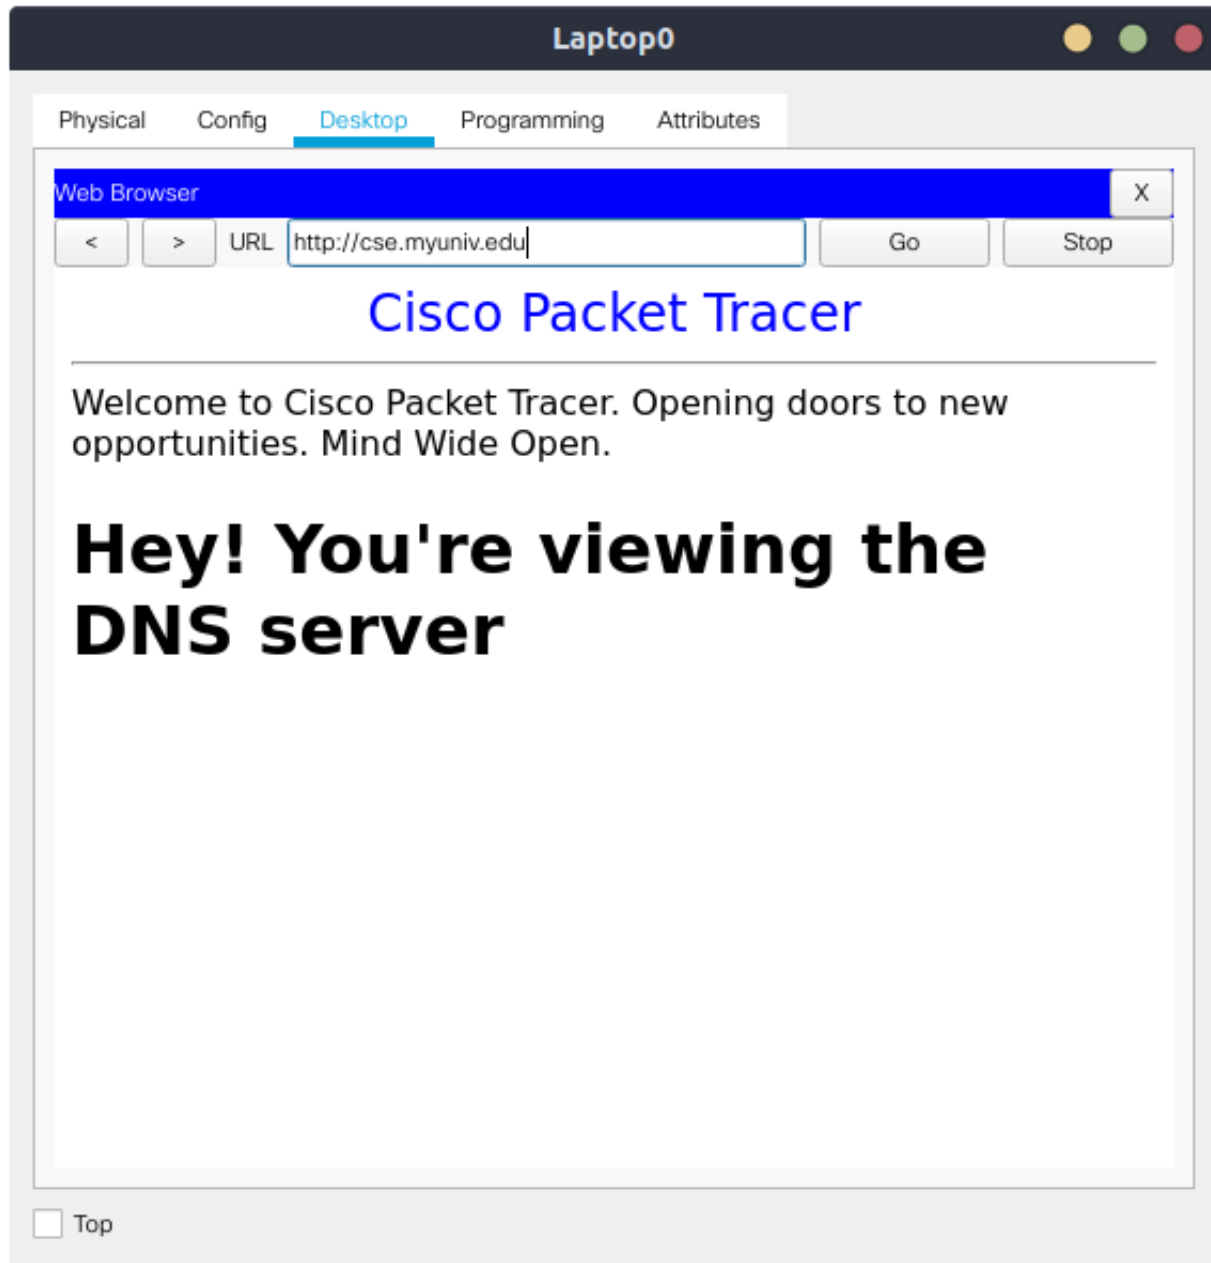 Laptop0
Physical Config Desktop Programming Attributes
Web Browser X
< > URL http://cse.myuniv.edu Go Stop
Cisco Packet Tracer
Welcome to Cisco Packet Tracer. Opening doors to new
opportunities. Mind Wide Open.
Hey! You're viewing the
DNS server
Top